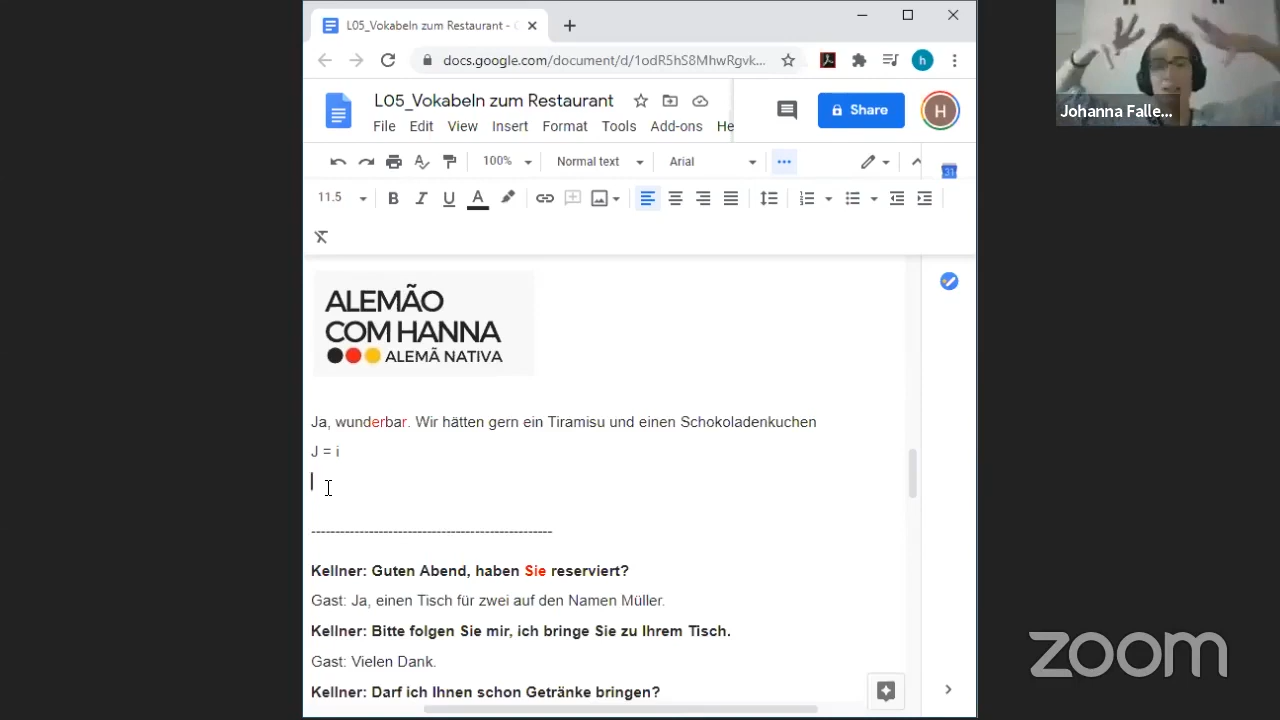 L05_Vokabeln zum Restaurant -
docs.google.com/document/d/1odR5hS8MhwRgvk...
h
L05_Vokabeln zum Restaurant
Share
H
File Edit View Insert Format Tools Add-ons He
100% Normal text Arial
31
11.5 B I U A
ALEMÃO
COM HANNA
ALEMÃ NATIVA
Ja, wunderbar. Wir hätten gern ein Tiramisu und einen Schokoladenkuchen
J = i
------------------------------------------------
Kellner: Guten Abend, haben Sie reserviert?
Gast: Ja, einen Tisch für zwei auf den Namen Müller.
Kellner: Bitte folgen Sie mir, ich bringe Sie zu Ihrem Tisch.
Gast: Vielen Dank.
Kellner: Darf ich Ihnen schon Getränke bringen?
Johanna Falle...
zoom